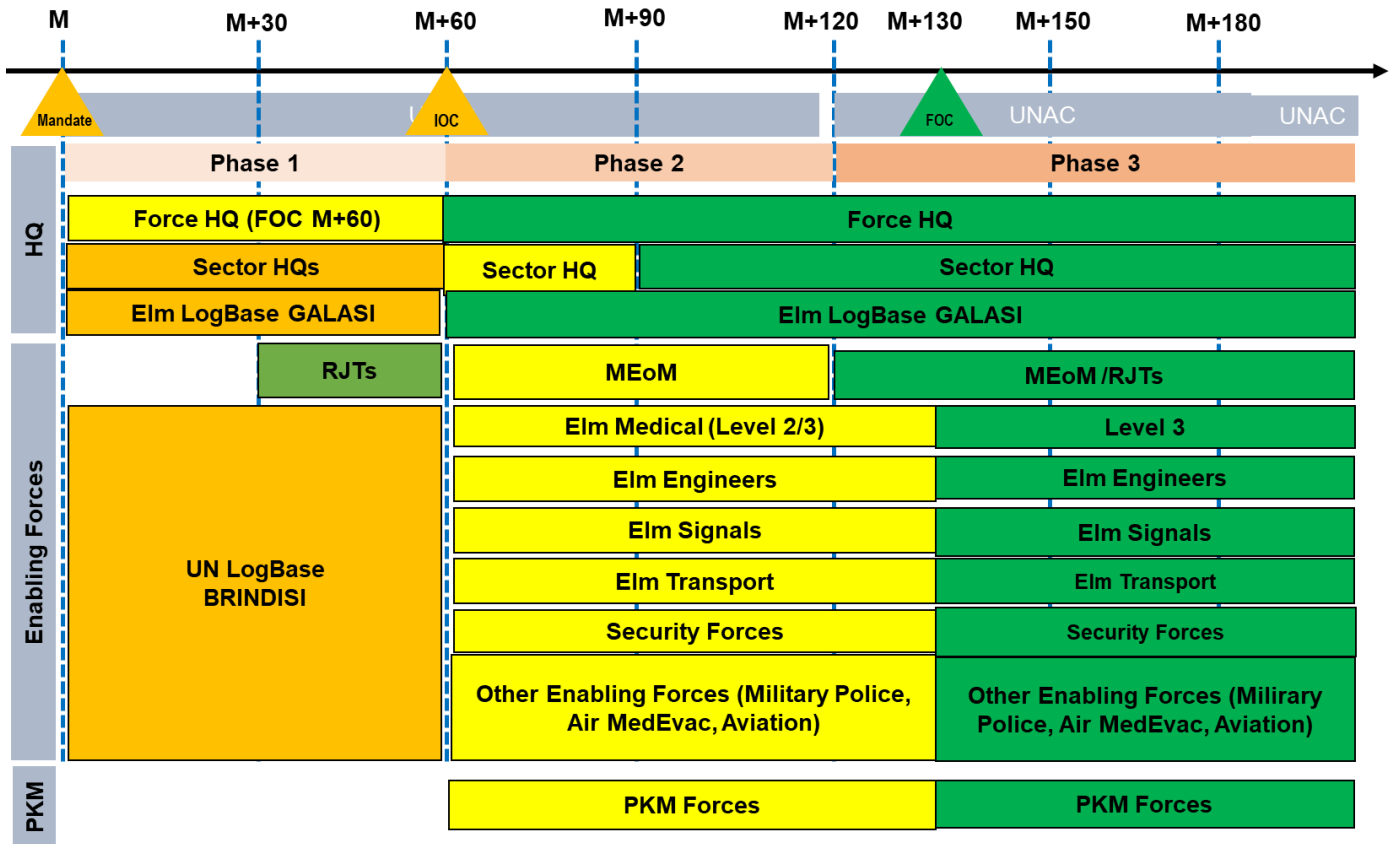 M
M+30
M+60
M+90
M+120
M+130
M+150
M+180
Mandate
IOC
FOC
UNAC
UNAC
Phase 1
Phase 2
Phase 3
HQ
Force HQ (FOC M+60)
Force HQ
Sector HQs
Sector HQ
Sector HQ
Elm LogBase GALASI
Elm LogBase GALASI
Enabling Forces
RJTs
MEoM
MEoM /RJTs
UN LogBase
BRINDISI
Elm Medical (Level 2/3)
Level 3
Elm Engineers
Elm Engineers
Elm Signals
Elm Signals
Elm Transport
Elm Transport
Security Forces
Security Forces
Other Enabling Forces (Military Police,
Air MedEvac, Aviation)
Other Enabling Forces (Milirary
Police, Air MedEvac, Aviation)
PKM
PKM Forces
PKM Forces